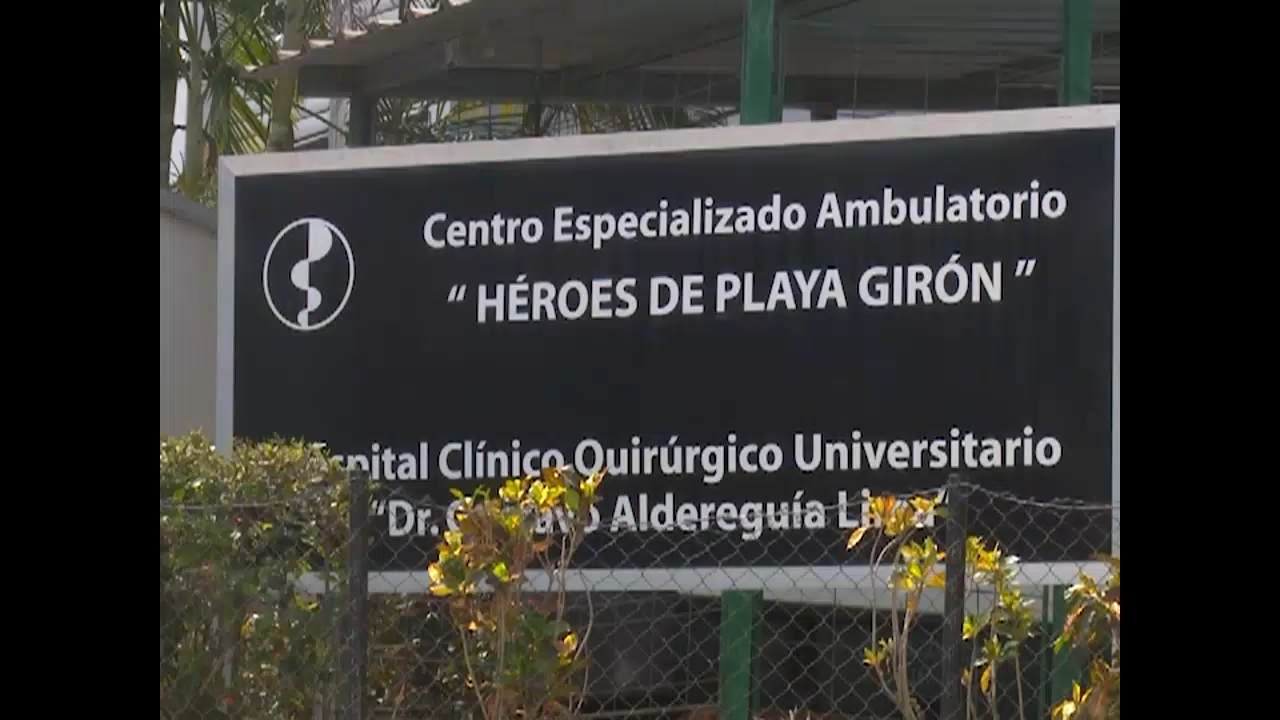 Centro Especializado Ambulatorio
“ HÉROES DE PLAYA GIRÓN ”
Clínico Quirúrgico Universitario
“Dr. Aldereguía